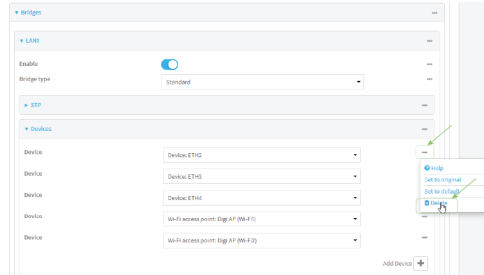 Bridges
LAN1
Enable
Bridge type
Standard
STP
Devices
Device
Device: ETH2
Device
Device: ETH3
Device
Device: ETH4
Device
Wi-Fi access point: Digi AP (Wi-Fi1)
Device
Wi-Fi access point: Digi AP (Wi-Fi2)
Help
Set to original
Set to default
Delete
Add Device